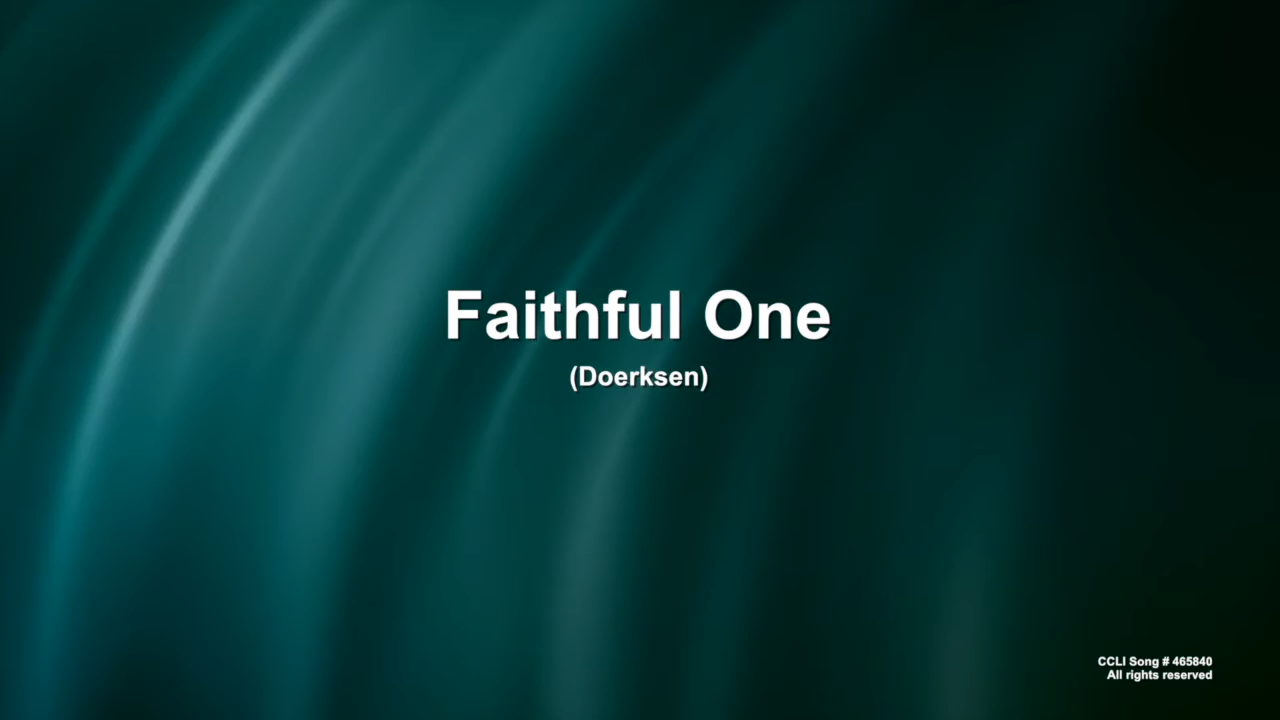 Faithful One
(Doerksen)
CCLI Song # 465840
All rights reserved